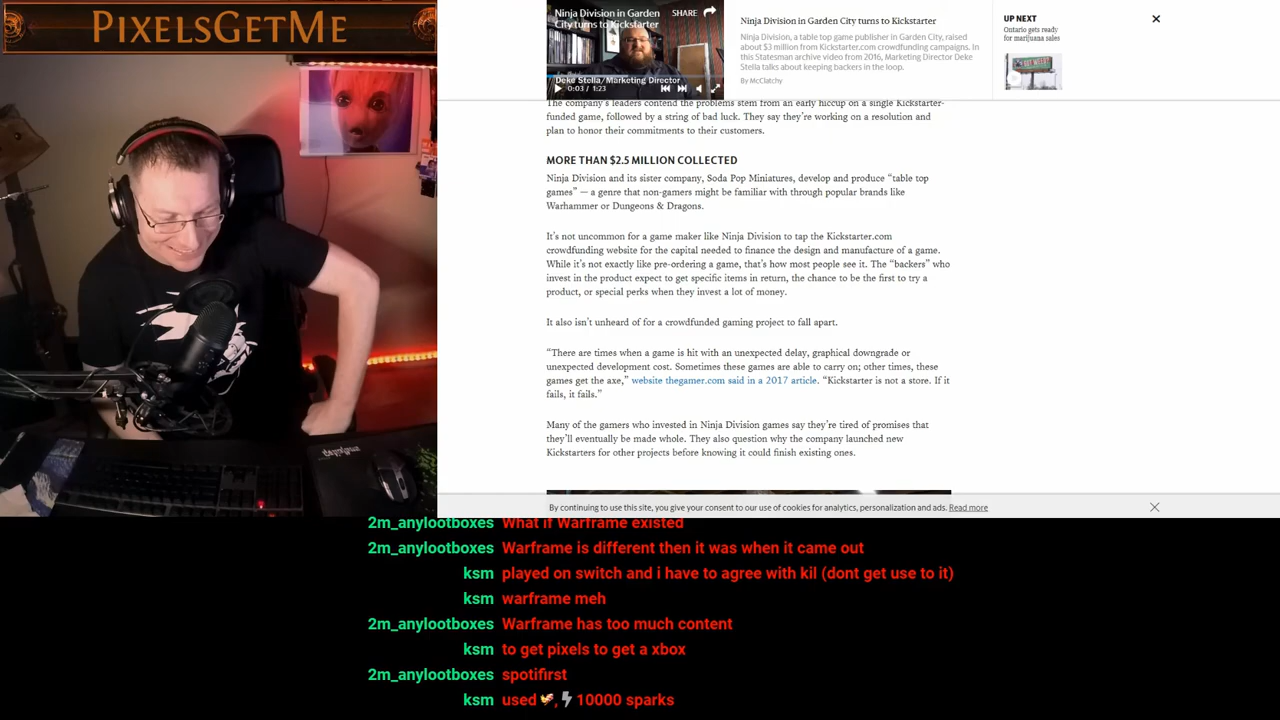 PIXELSGETME
Ninja Division in Garden
City turns to Kickstarter
SHARE
Deke Stella/Marketing Director
0:03 / 1:23
Ninja Division in Garden City turns to Kickstarter
Ninja Division, a table top game publisher in Garden City, raised
about $3 million from Kickstarter.com crowdfunding campaigns. In
this Statesman archive video from 2016, Marketing Director Deke
Stella talks about keeping backers in the loop.
By McClatchy
UP NEXT
Ontario gets ready
for marijuana sales
The company's leaders contend the problems stem from an early hiccup on a single Kickstarter-
funded game, followed by a string of bad luck. They say they're working on a resolution and
plan to honor their commitments to their customers.
MORE THAN $2.5 MILLION COLLECTED
Ninja Division and its sister company, Soda Pop Miniatures, develop and produce “table top
games” — a genre that non-gamers might be familiar with through popular brands like
Warhammer or Dungeons & Dragons.
It's not uncommon for a game maker like Ninja Division to tap the Kickstarter.com
crowdfunding website for the capital needed to finance the design and manufacture of a game.
While it's not exactly like pre-ordering a game, that's how most people see it. The “backers” who
invest in the product expect to get specific items in return, the chance to be the first to try a
product, or special perks when they invest a lot of money.
It also isn't unheard of for a crowdfunded gaming project to fall apart.
“There are times when a game is hit with an unexpected delay, graphical downgrade or
unexpected development cost. Sometimes these games are able to carry on; other times, these
games get the axe,” website thegamer.com said in a 2017 article. “Kickstarter is not a store. If it
fails, it fails.”
Many of the gamers who invested in Ninja Division games say they're tired of promises that
they'll eventually be made whole. They also question why the company launched new
Kickstarters for other projects before knowing it could finish existing ones.
By continuing to use this site, you give your consent to our use of cookies for analytics, personalization and ads. Read more
2m_anylootboxes What if Warframe existed
2m_anylootboxes Warframe is different then it was when it came out
ksm played on switch and i have to agree with kil (dont get use to it)
ksm warframe meh
2m_anylootboxes Warframe has too much content
ksm to get pixels to get a xbox
2m_anylootboxes spotifirst
ksm used 🐓, ⚡ 10000 sparks